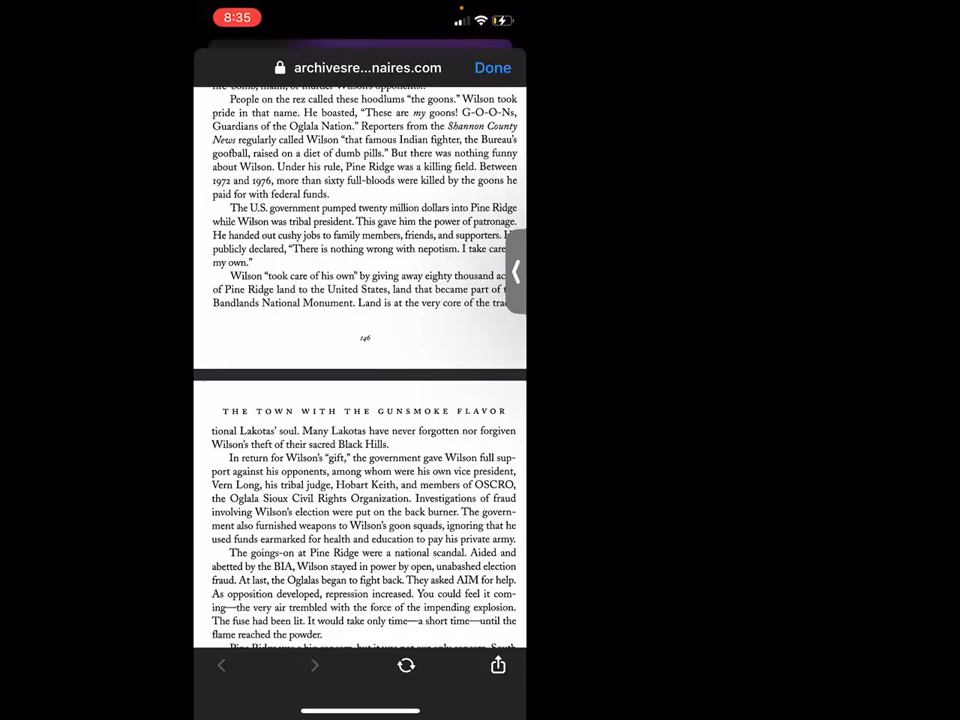 8:35
archivesre...naires.com
Done
People on the rez called these hoodlums “the goons.” Wilson took
pride in that name. He boasted, “These are my goons! G-O-O-Ns,
Guardians of the Oglala Nation.” Reporters from the Shannon County
News regularly called Wilson “that famous Indian fighter, the Bureau’s
goofball, raised on a diet of dumb pills.” But there was nothing funny
about Wilson. Under his rule, Pine Ridge was a killing field. Between
1972 and 1976, more than sixty full-bloods were killed by the goons he
paid for with federal funds.
The U.S. government pumped twenty million dollars into Pine Ridge
while Wilson was tribal president. This gave him the power of patronage.
He handed out cushy jobs to family members, friends, and supporters.
publicly declared, “There is nothing wrong with nepotism. I take care
my own.”
Wilson “took care of his own” by giving away eighty thousand
of Pine Ridge land to the United States, land that became part of
Bandlands National Monument. Land is at the very core of the
146
THE TOWN WITH THE GUNSMOKE FLAVOR
tional Lakotas’ soul. Many Lakotas have never forgotten nor forgiven
Wilson’s theft of their sacred Black Hills.
In return for Wilson’s “gift,” the government gave Wilson full sup-
port against his opponents, among whom were his own vice president,
Vern Long, his tribal judge, Hobart Keith, and members of OSCRO,
the Oglala Sioux Civil Rights Organization. Investigations of fraud
involving Wilson’s election were put on the back burner. The govern-
ment also furnished weapons to Wilson’s goon squads, ignoring that he
used funds earmarked for health and education to pay his private army.
The goings-on at Pine Ridge were a national scandal. Aided and
abetted by the BIA, Wilson stayed in power by open, unabashed election
fraud. At last, the Oglalas began to fight back. They asked AIM for help.
As opposition developed, repression increased. You could feel it com-
ing—the very air trembled with the force of the impending explosion.
The fuse had been lit. It would take only time—a short time—until the
flame reached the powder.